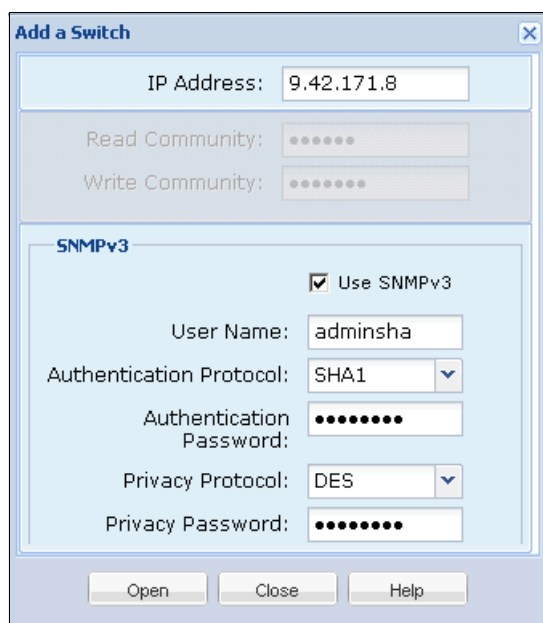 Add a Switch
IP Address: 9.42.171.8
Read Community: ••••••
Write Community: •••••••
SNMPv3
Use SNMPv3
User Name: adminsha
Authentication Protocol: SHA1
Authentication
Password: ••••••••
Privacy Protocol: DES
Privacy Password: ••••••••
Open Close Help